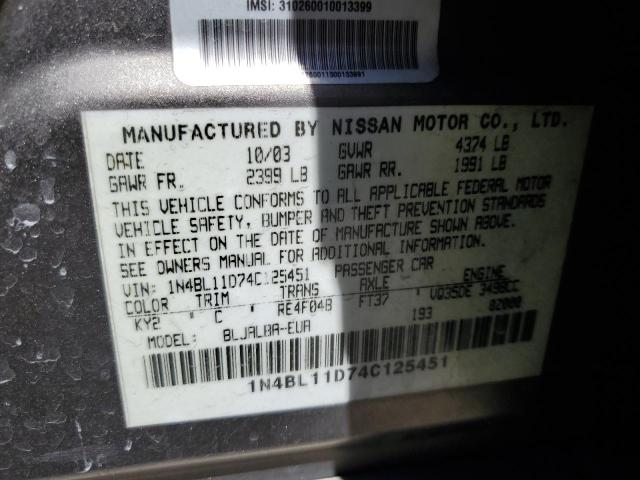 IMSI: 310260010013399
MANUFACTURED BY NISSAN MOTOR CO., LTD.
DATE 10/03 GVWR 4374 LB
GAWR FR. 2399 LB GAWR RR. 1991 LB
THIS VEHICLE CONFORMS TO ALL APPLICABLE FEDERAL MOTOR
VEHICLE SAFETY, BUMPER AND THEFT PREVENTION STANDARDS
IN EFFECT ON THE DATE OF MANUFACTURE SHOWN ABOVE.
SEE OWNERS MANUAL FOR ADDITIONAL INFORMATION.
VIN: 1N4BL11D74C125451 PASSENGER CAR
COLOR TRIM TRANS AXLE ENGINE
KY2 C RE4F04B FT37 VQ35DE 3498CC
MODEL: BLJALBA-EUA 193 02000
1N4BL11D74C125451